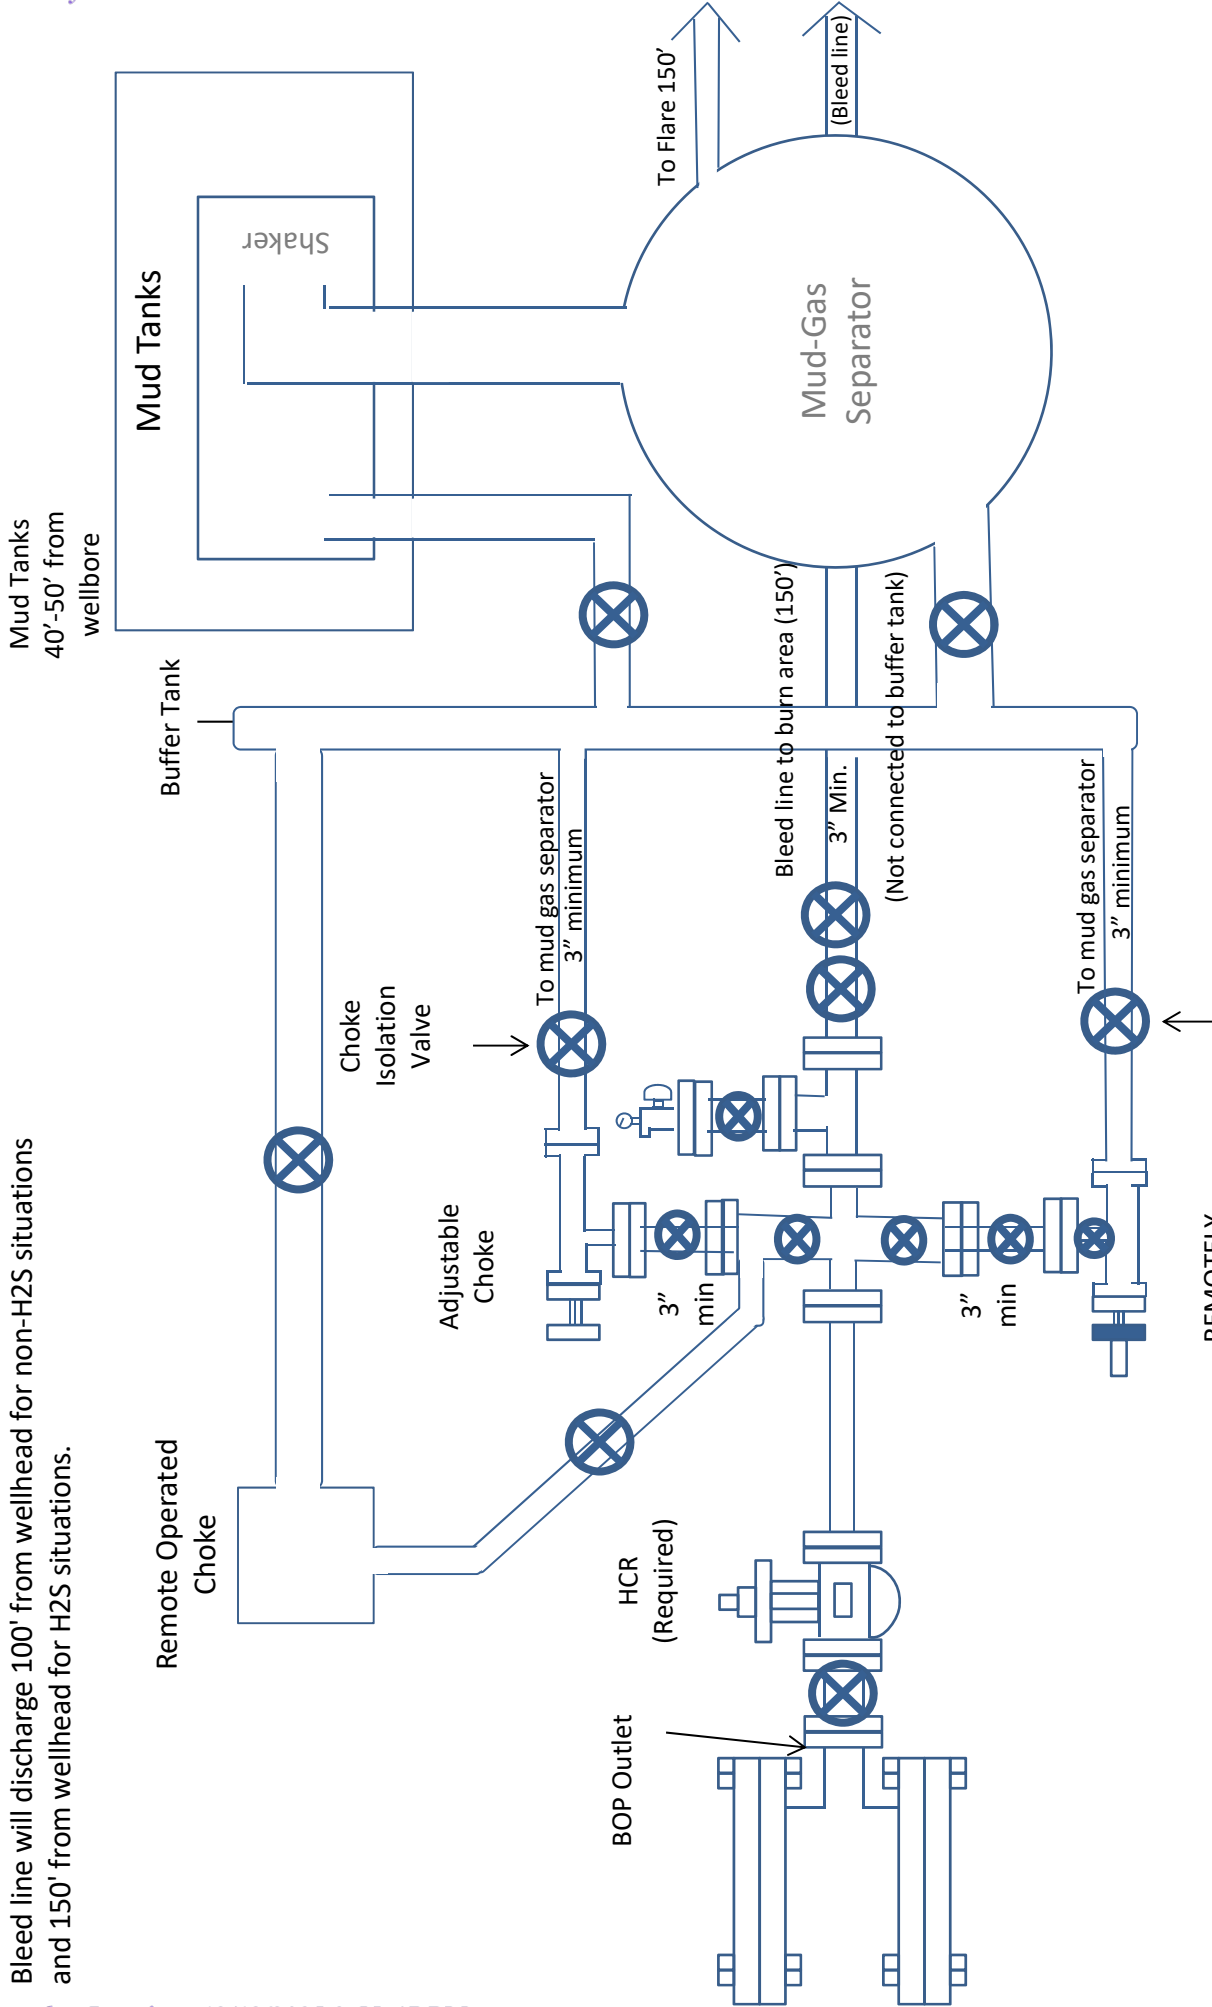 Bleed line will discharge 100' from wellhead for non-H2S situations
and 150' from wellhead for H2S situations.
Mud Tanks
40’-50’ from
wellbore
Mud Tanks
Shaker
Buffer Tank
Remote Operated
Choke
Choke
Isolation
Valve
Adjustable
Choke
To mud gas separator
3” minimum
To Flare 150’
(Bleed line)
Mud-Gas
Separator
Bleed line to burn area (150’)
3” Min.
(Not connected to buffer tank)
3”
min
HCR
(Required)
BOP Outlet
3”
min
To mud gas separator
3” minimum
REMOTELY